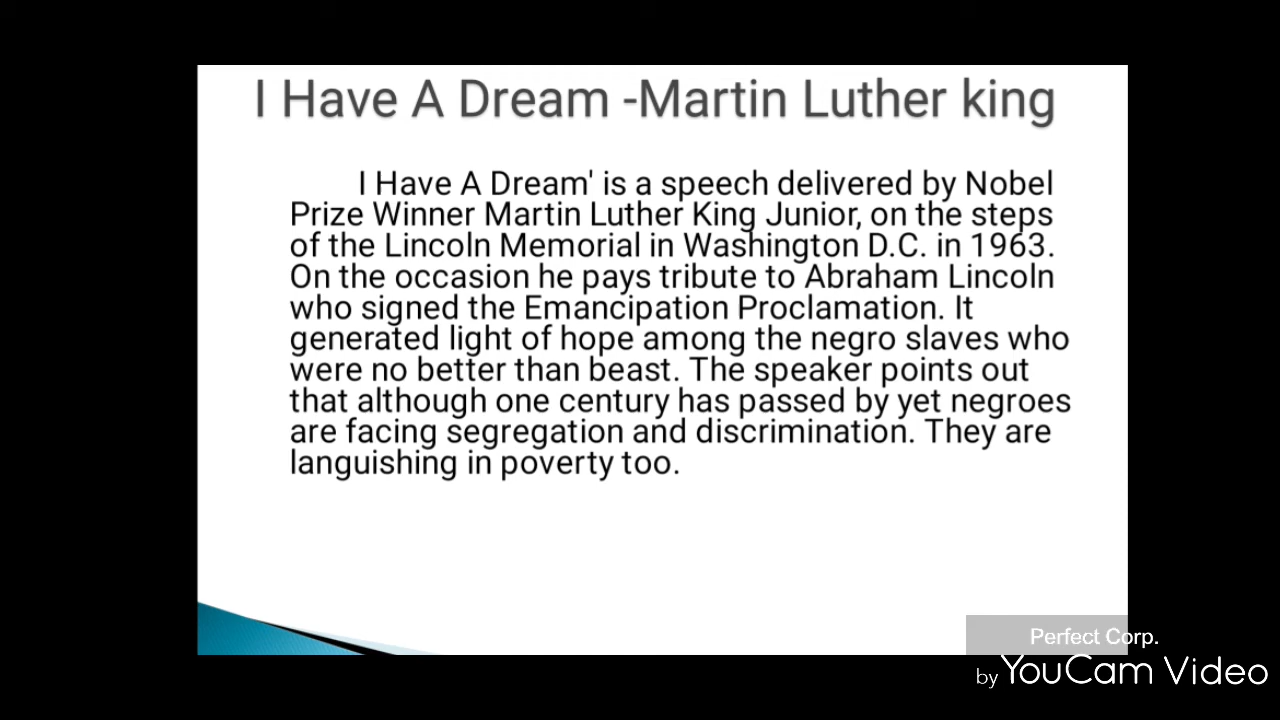 I Have A Dream -Martin Luther king
I Have A Dream' is a speech delivered by Nobel
Prize Winner Martin Luther King Junior, on the steps
of the Lincoln Memorial in Washington D.C. in 1963.
On the occasion he pays tribute to Abraham Lincoln
who signed the Emancipation Proclamation. It
generated light of hope among the negro slaves who
were no better than beast. The speaker points out
that although one century has passed by yet negroes
are facing segregation and discrimination. They are
languishing in poverty too.
Perfect Corp.
by YouCam Video